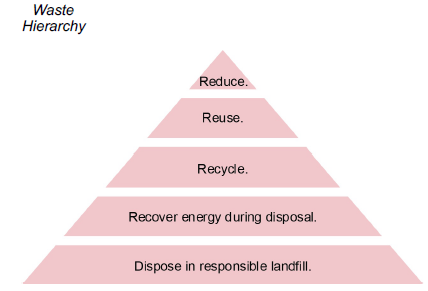 Waste
Hierarchy
Reduce.
Reuse.
Recycle.
Recover energy during disposal.
Dispose in responsible landfill.